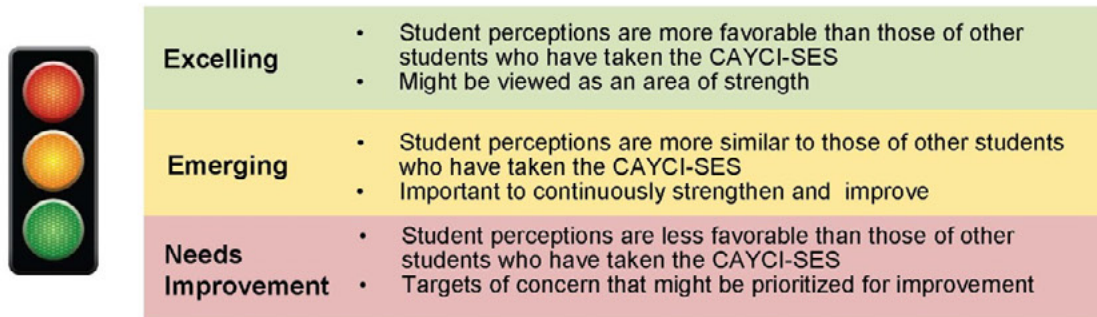 Excelling
• Student perceptions are more favorable than those of other
students who have taken the CAYCI-SES
• Might be viewed as an area of strength
Emerging
• Student perceptions are more similar to those of other students
who have taken the CAYCI-SES
• Important to continuously strengthen and improve
Needs
Improvement
• Student perceptions are less favorable than those of other
students who have taken the CAYCI-SES
• Targets of concern that might be prioritized for improvement